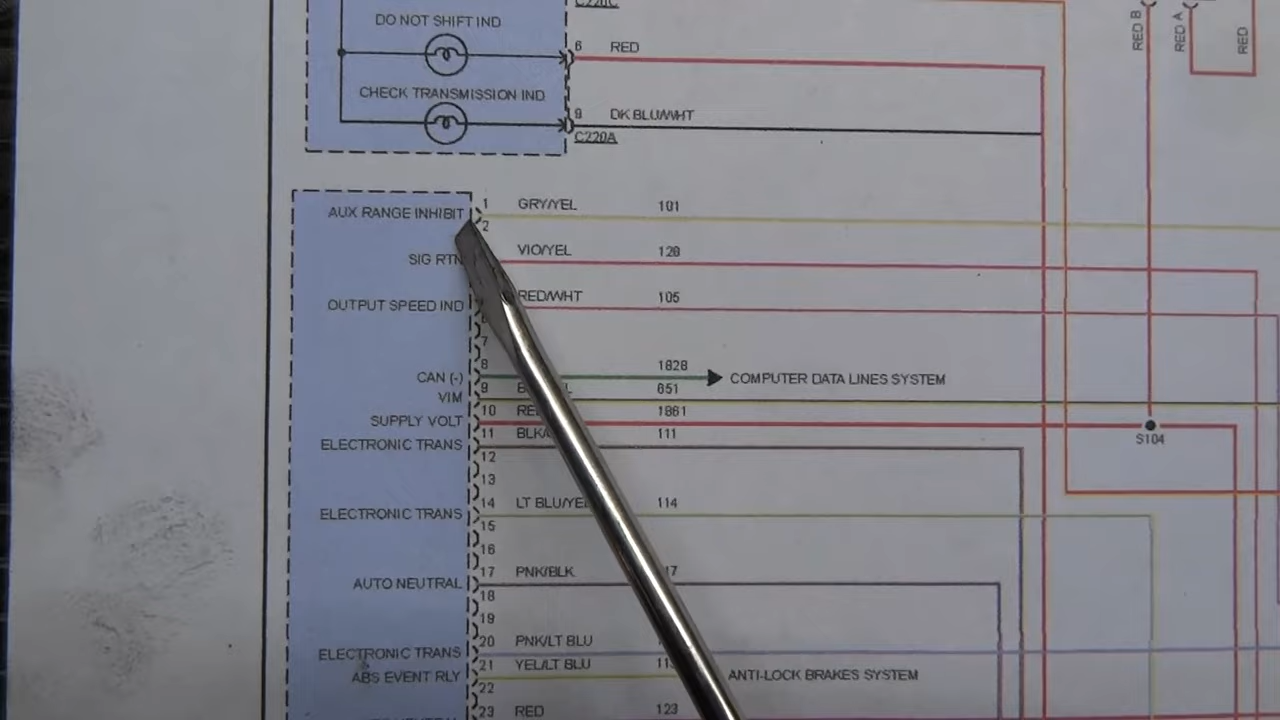 C220C
DO NOT SHIFT IND
6 RED
CHECK TRANSMISSION IND
9 DK BLU/WHT
C220A
RED B
RED A
RED
AUX RANGE INHIBIT 1 GRY/YEL 101
2
SIG RTN VIO/YEL 120
OUTPUT SPEED IND RED/WHT 105
7
CAN (-) 8 1828 COMPUTER DATA LINES SYSTEM
VIM 9 651
SUPPLY VOLT 10 1861
S104
ELECTRONIC TRANS 11 111
12
13
ELECTRONIC TRANS 14 LT BLU/YEL 114
15
16
AUTO NEUTRAL 17 PNK/BLK
18
19
ELECTRONIC TRANS 20 PNK/LT BLU
ABS EVENT RLY 21 YEL/LT BLU ANTI-LOCK BRAKES SYSTEM
22
23 RED 123